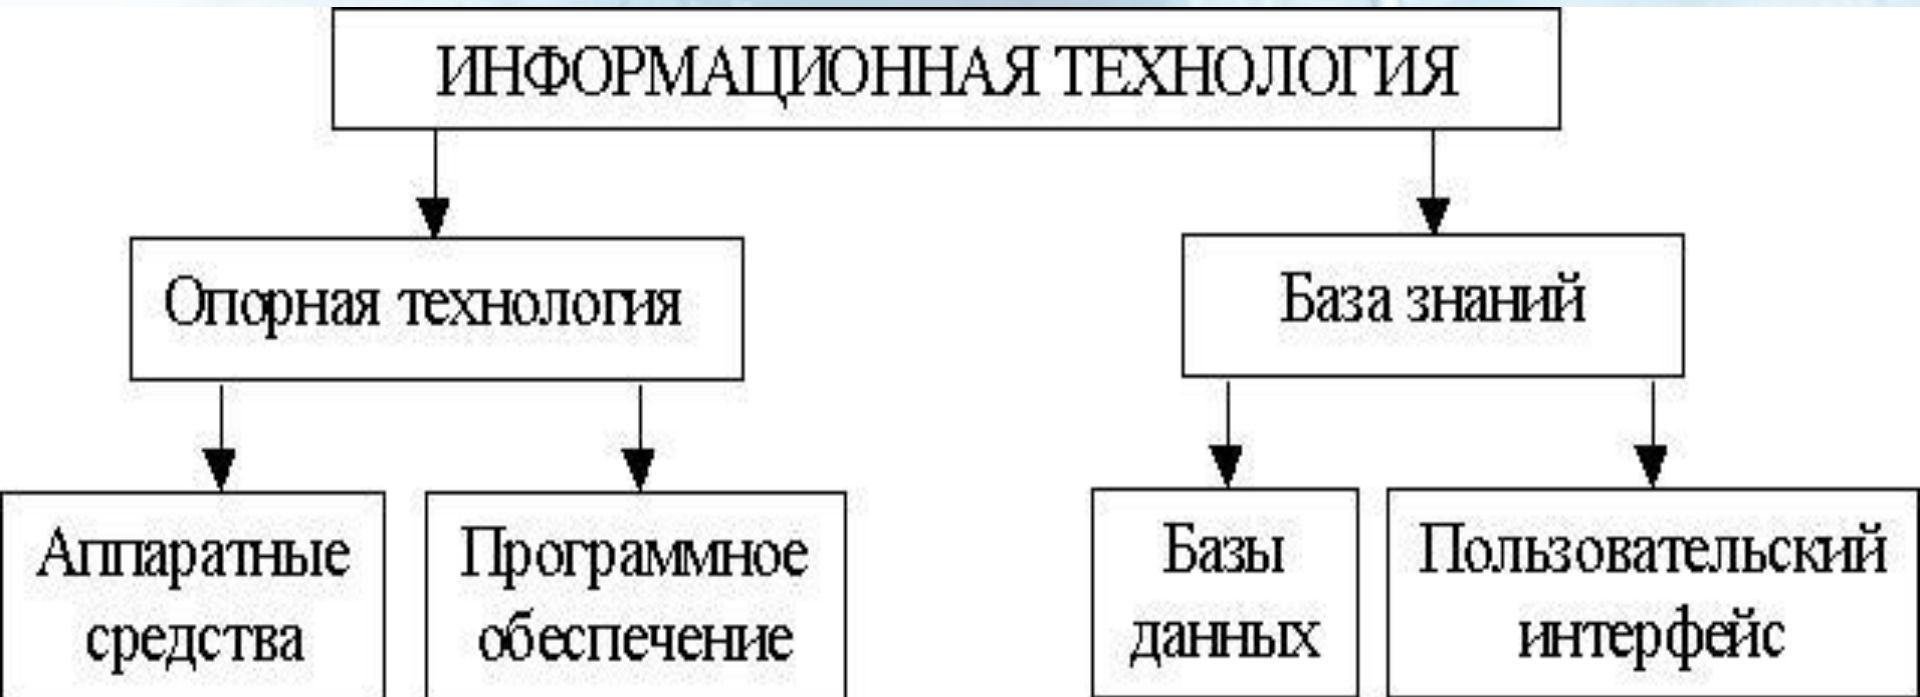 ИНФОРМАЦИОННАЯ ТЕХНОЛОГИЯ
Опорная технология
База знаний
Аппаратные
средства
Программное
обеспечение
Базы
данных
Пользовательский
интерфейс